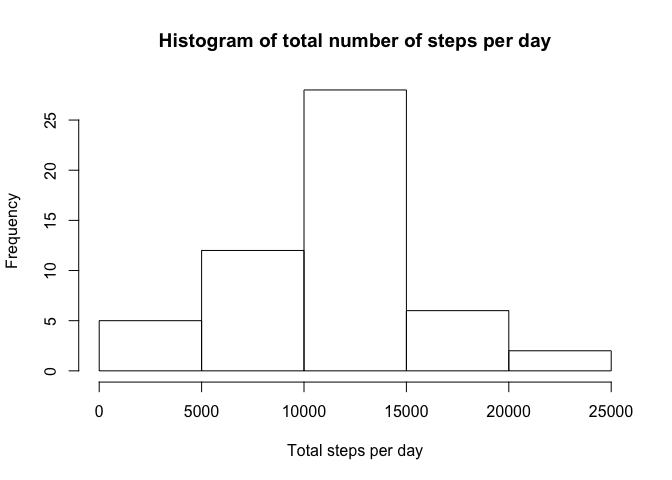 Histogram of total number of steps per day
Frequency
25
20
15
10
5
0
0 5000 10000 15000 20000 25000
Total steps per day